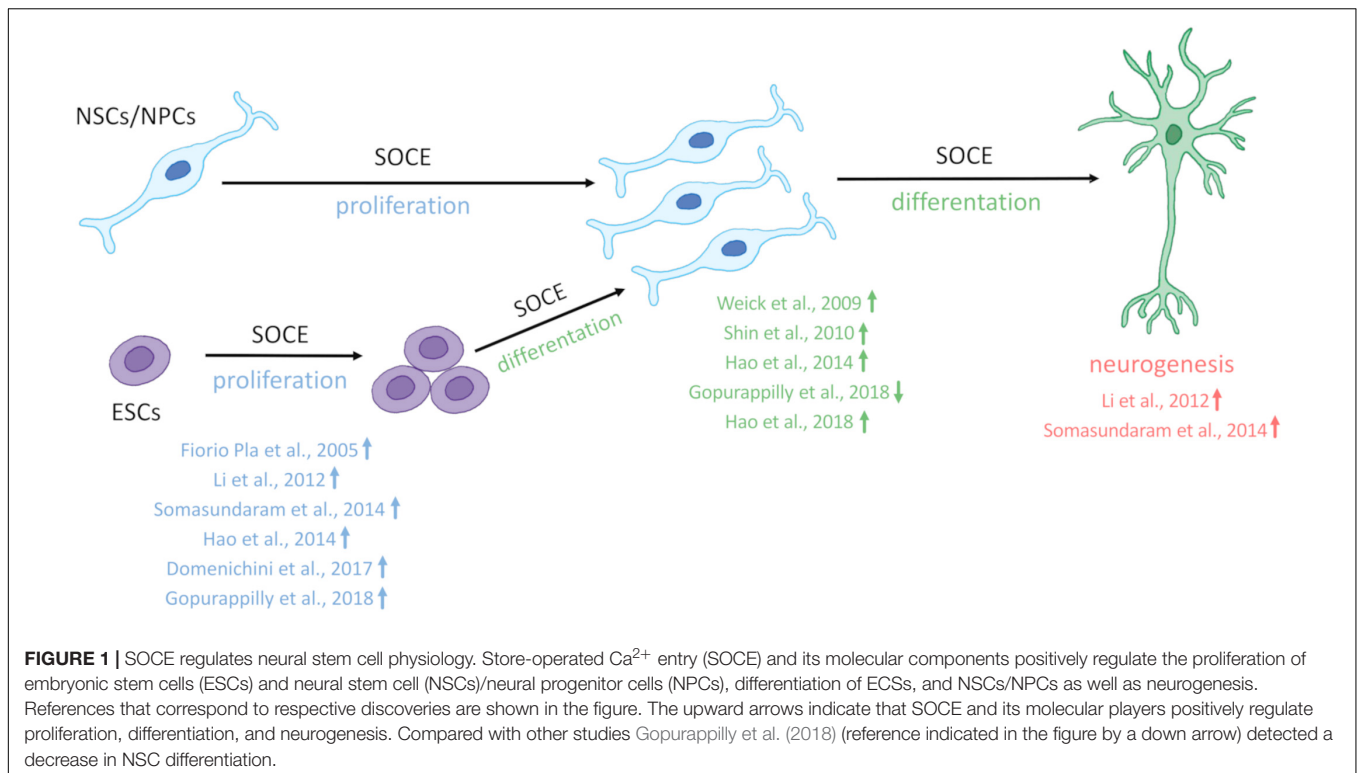 NSCs/NPCs
SOCE
proliferation
SOCE
differentation
ESCs
SOCE
proliferation
SOCE
differentation
Fiorio Pla et al., 2005 ↑
Li et al., 2012 ↑
Somasundaram et al., 2014 ↑
Hao et al., 2014 ↑
Domenichini et al., 2017 ↑
Gopurappilly et al., 2018 ↑
Weick et al., 2009 ↑
Shin et al., 2010 ↑
Hao et al., 2014 ↑
Gopurappilly et al., 2018 ↓
Hao et al., 2018 ↑
neurogenesis
Li et al., 2012 ↑
Somasundaram et al., 2014 ↑
FIGURE 1 | SOCE regulates neural stem cell physiology. Store-operated Ca2+ entry (SOCE) and its molecular components positively regulate the proliferation of
embryonic stem cells (ESCs) and neural stem cell (NSCs)/neural progenitor cells (NPCs), differentiation of ECSs, and NSCs/NPCs as well as neurogenesis.
References that correspond to respective discoveries are shown in the figure. The upward arrows indicate that SOCE and its molecular players positively regulate
proliferation, differentiation, and neurogenesis. Compared with other studies Gopurappilly et al. (2018) (reference indicated in the figure by a down arrow) detected a
decrease in NSC differentiation.